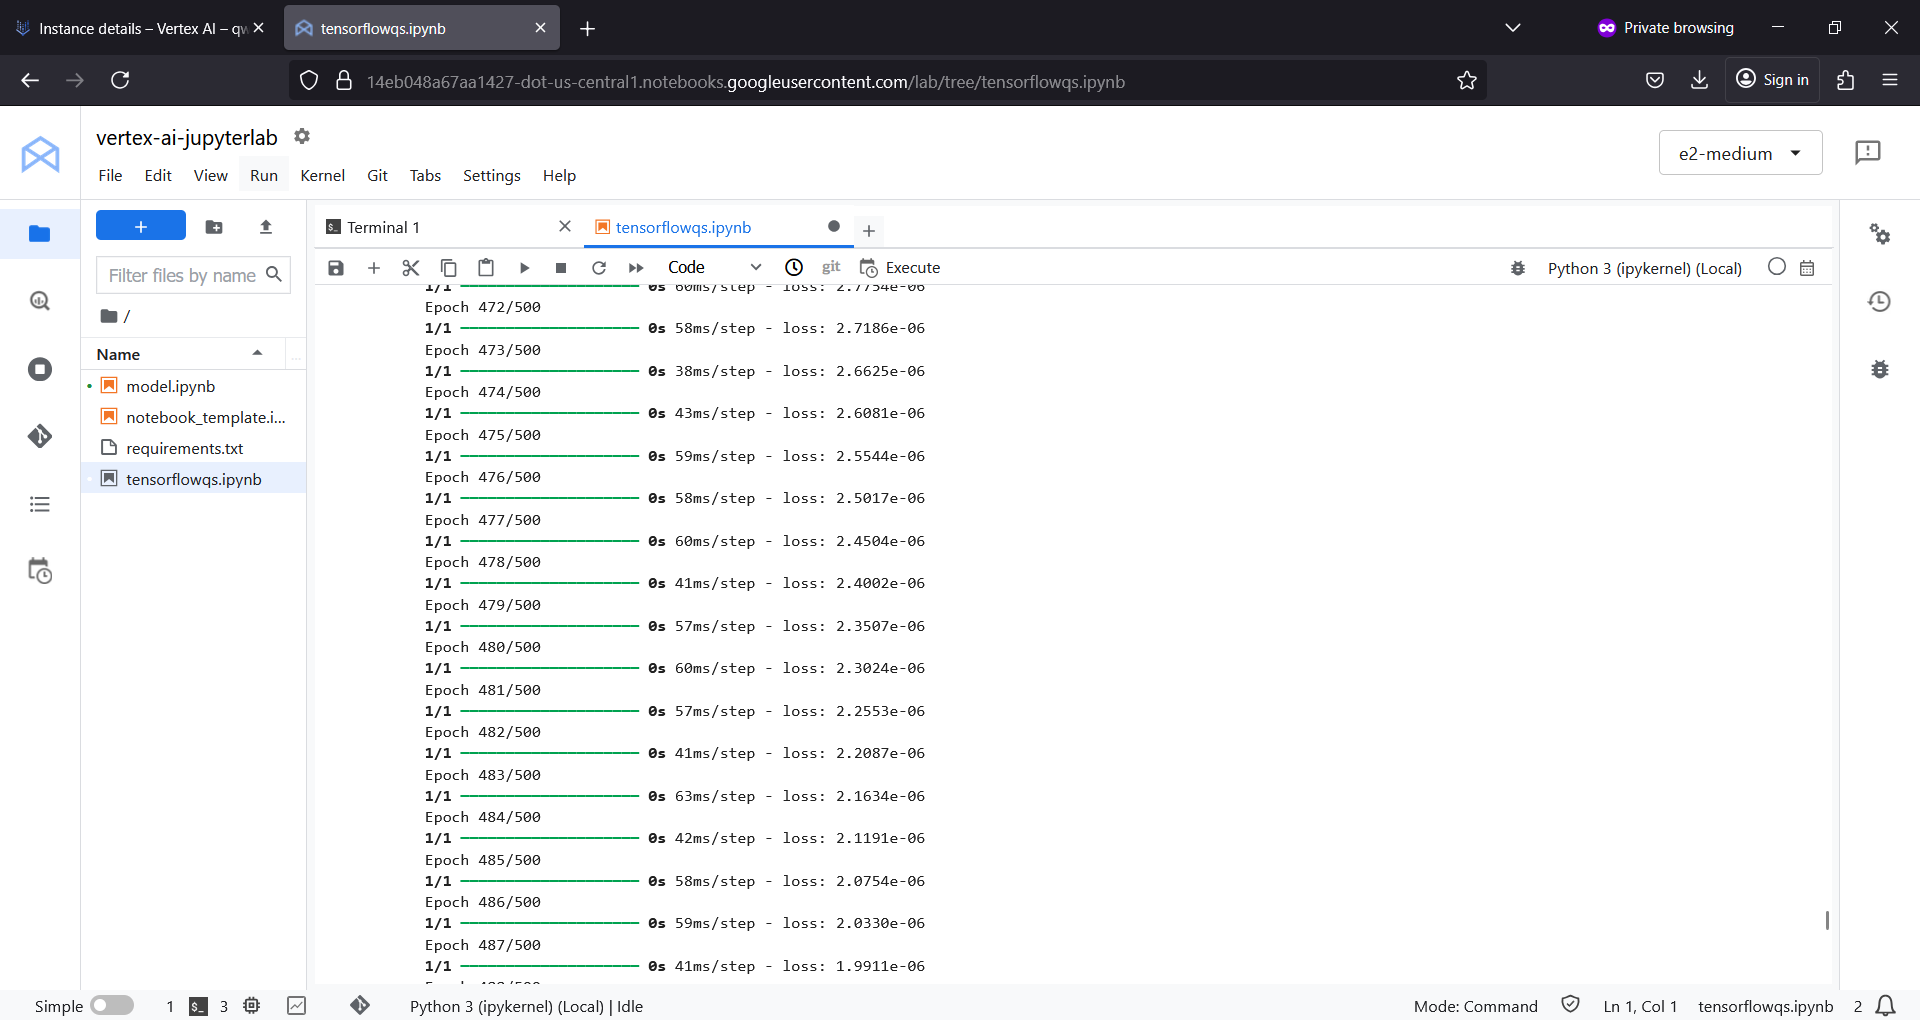 Instance details – Vertex AI – qw
tensorflowqs.ipynb
Private browsing
14eb048a67aa1427-dot-us-central1.notebooks.googleusercontent.com/lab/tree/tensorflowqs.ipynb
Sign in
vertex-ai-jupyterlab
e2-medium
File Edit View Run Kernel Git Tabs Settings Help
Terminal 1
tensorflowqs.ipynb
Filter files by name
/
Name
model.ipynb
notebook_template.i...
requirements.txt
tensorflowqs.ipynb
Code
git
Execute
Python 3 (ipykernel) (Local)
1/1 0s 60ms/step - loss: 2.7754e-06
Epoch 472/500
1/1 0s 58ms/step - loss: 2.7186e-06
Epoch 473/500
1/1 0s 38ms/step - loss: 2.6625e-06
Epoch 474/500
1/1 0s 43ms/step - loss: 2.6081e-06
Epoch 475/500
1/1 0s 59ms/step - loss: 2.5544e-06
Epoch 476/500
1/1 0s 58ms/step - loss: 2.5017e-06
Epoch 477/500
1/1 0s 60ms/step - loss: 2.4504e-06
Epoch 478/500
1/1 0s 41ms/step - loss: 2.4002e-06
Epoch 479/500
1/1 0s 57ms/step - loss: 2.3507e-06
Epoch 480/500
1/1 0s 60ms/step - loss: 2.3024e-06
Epoch 481/500
1/1 0s 57ms/step - loss: 2.2553e-06
Epoch 482/500
1/1 0s 41ms/step - loss: 2.2087e-06
Epoch 483/500
1/1 0s 63ms/step - loss: 2.1634e-06
Epoch 484/500
1/1 0s 42ms/step - loss: 2.1191e-06
Epoch 485/500
1/1 0s 58ms/step - loss: 2.0754e-06
Epoch 486/500
1/1 0s 59ms/step - loss: 2.0330e-06
Epoch 487/500
1/1 0s 41ms/step - loss: 1.9911e-06
Simple 1 3 Python 3 (ipykernel) (Local) | Idle
Mode: Command Ln 1, Col 1 tensorflowqs.ipynb 2